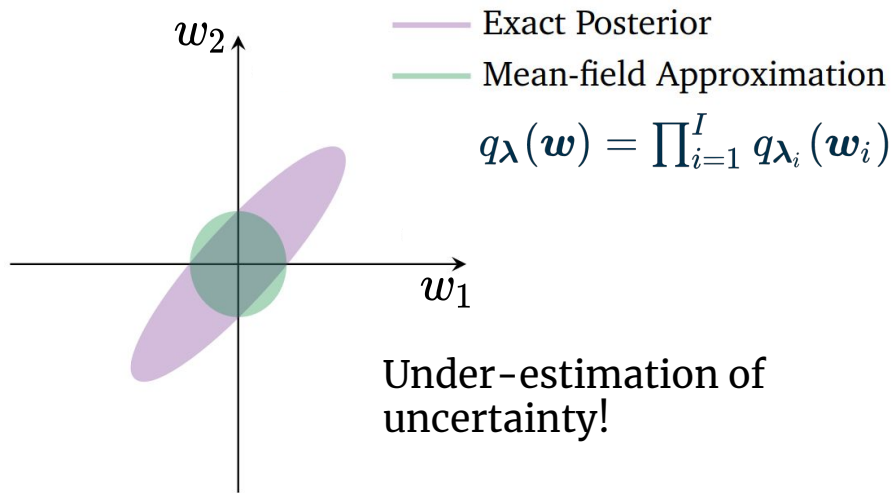 w₂
Exact Posterior
Mean-field Approximation
q_λ(w) = ∏_{i=1}^{I} q_{λ_i}(w_i)
w₁
Under-estimation of
uncertainty!